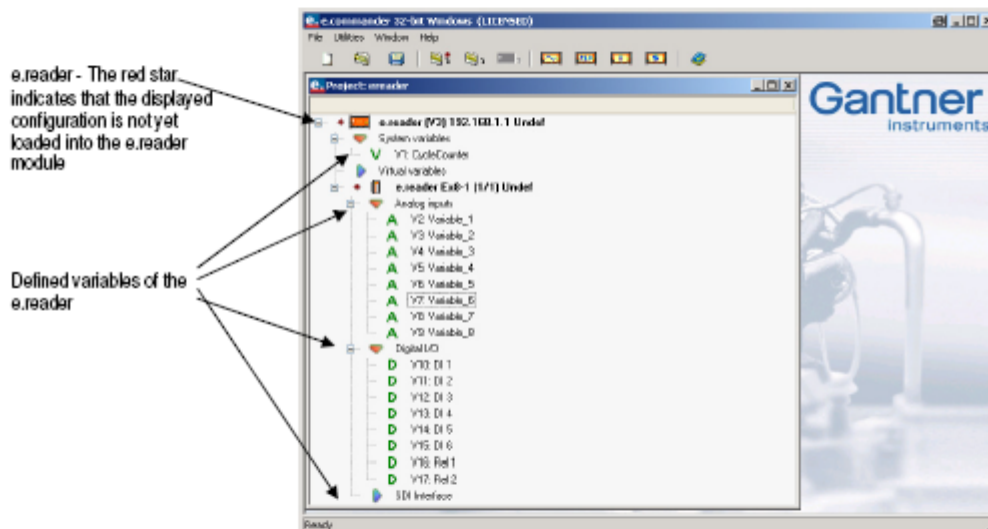 e.commander 32-bit Windows (LICENSED)
File Utilities Window Help
e.reader - The red star
indicates that the displayed
configuration is not yet
loaded into the e.reader
module
Project: ereader
Gantner
instruments
e.reader (V3) 192.168.1.1 Undef
System variables
V1: CycleCounter
Virtual variables
e.reader Ex8-1 (1/1) Undef
Analog inputs
V2: Variable_1
V3: Variable_2
V4: Variable_3
V5: Variable_4
V6: Variable_5
V7: Variable_6
V8: Variable_7
V9: Variable_8
Defined variables of the
e.reader
Digital I/O
V10: DI 1
V11: DI 2
V12: DI 3
V13: DI 4
V14: DI 5
V15: DI 6
V16: Rel 1
V17: Rel 2
SDI Interface
Ready